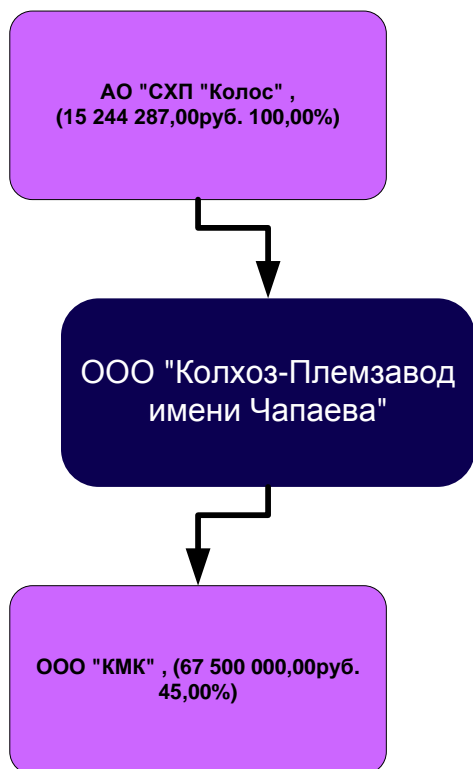 АО "СХП "Колос" ,
(15 244 287,00руб. 100,00%)
ООО "Колхоз-Племзавод
имени Чапаева"
ООО "КМК" , (67 500 000,00руб.
45,00%)